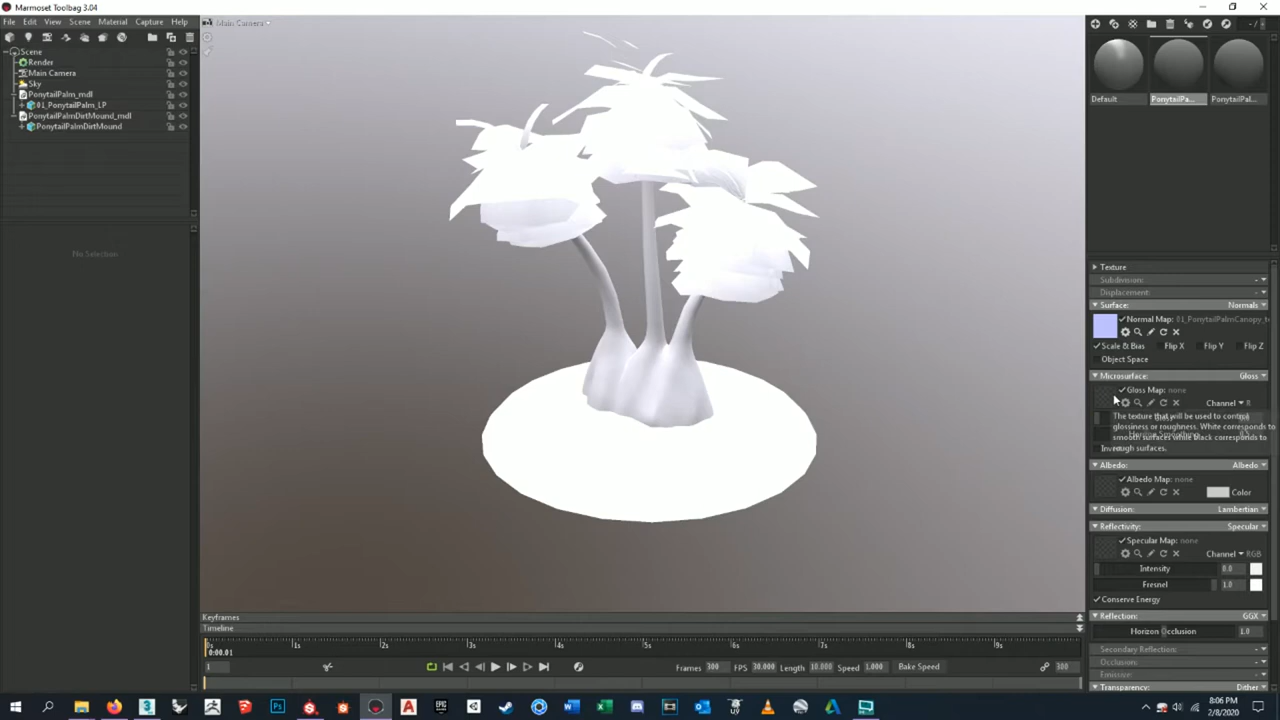 Marmoset Toolbag 3.04
File Edit View Scene Material Capture Help
Main Camera
Scene
Render
Main Camera
Sky
PonytailPalm_mdl
01_PonytailPalm_LP
PonytailPalmDirtMound_mdl
PonytailPalmDirtMound
No Selection
Default PonytailPa... PonytailPal...
Texture
Subdivision:
Displacement:
Surface: Normals
Normal Map: 01_PonytailPalmCanopy_
Scale & Bias Flip X Flip Y Flip Z
Object Space
Microsurface: Gloss
Gloss Map: none
Channel R
The texture that will be used to control
glossiness or roughness. White corresponds to
smooth surfaces while black corresponds to
rough surfaces.
Albedo: Albedo
Albedo Map: none
Color
Diffusion: Lambertian
Reflectivity: Specular
Specular Map: none
Channel RGB
Intensity 0.0
Fresnel 1.0
Conserve Energy
Reflection: GGX
Horizon Occlusion 1.0
Secondary Reflection:
Occlusion:
Emissive:
Transparency: Dither
Keyframes
Timeline
0s 1s 2s 3s 4s 5s 6s 7s 8s 9s
0:00.01
1 Frames 300 FPS 30.000 Length 10.000 Speed 1.000 Bake Speed 300
8:06 PM
2/8/2020